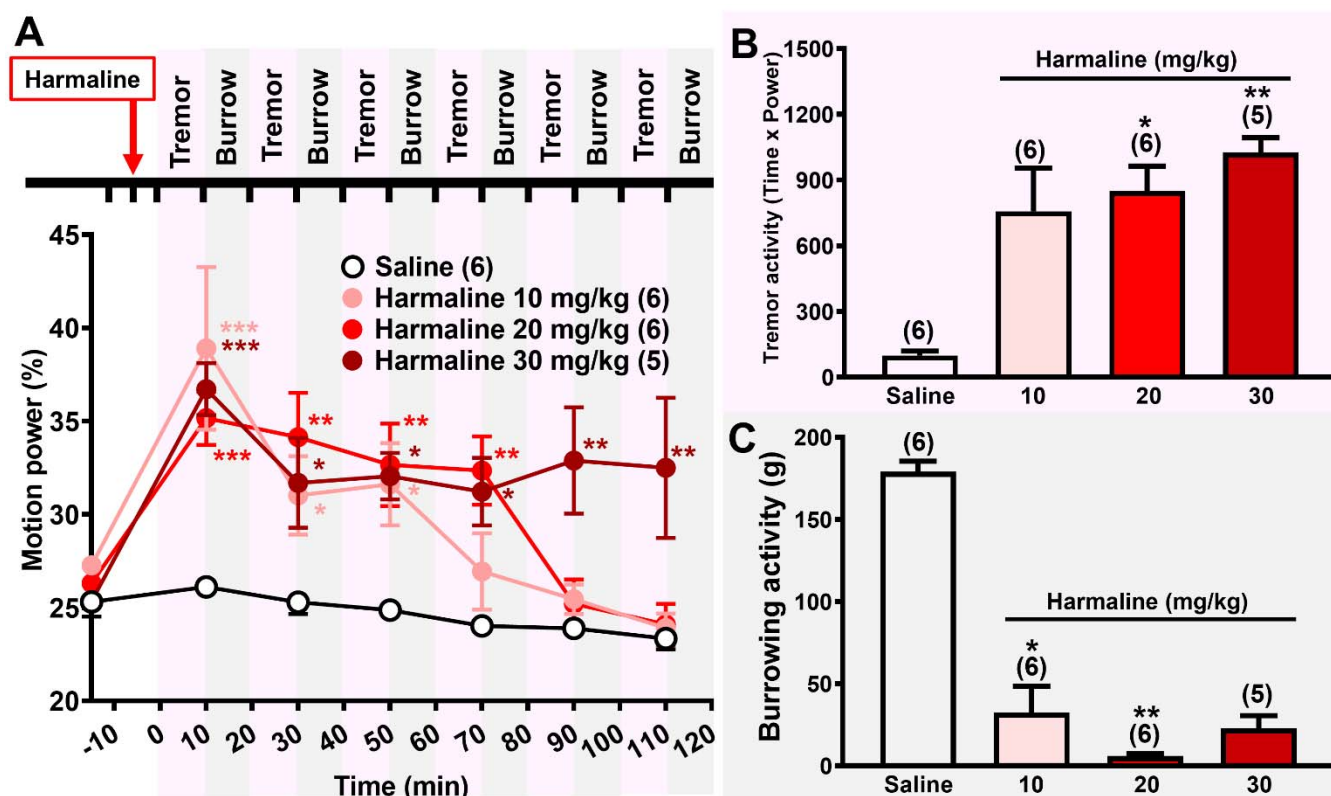 A
Harmaline
Tremor
Burrow
Tremor
Burrow
Tremor
Burrow
Tremor
Burrow
Tremor
Burrow
Tremor
Burrow
45
40
35
30
25
20
Motion power (%)
Saline (6)
Harmaline 10 mg/kg (6)
Harmaline 20 mg/kg (6)
Harmaline 30 mg/kg (5)
***
***
***
**
*
*
**
*
*
**
*
**
**
-10 0 10 20 30 40 50 60 70 80 90 100 110 120
Time (min)
B
Tremor activity (Time x Power)
1500
1200
900
600
300
0
Harmaline (mg/kg)
(6)
(6)
*
(6)
**
(5)
Saline 10 20 30
C
Burrowing activity (g)
200
150
100
50
0
(6)
Harmaline (mg/kg)
*
(6)
**
(6)
(5)
Saline 10 20 30